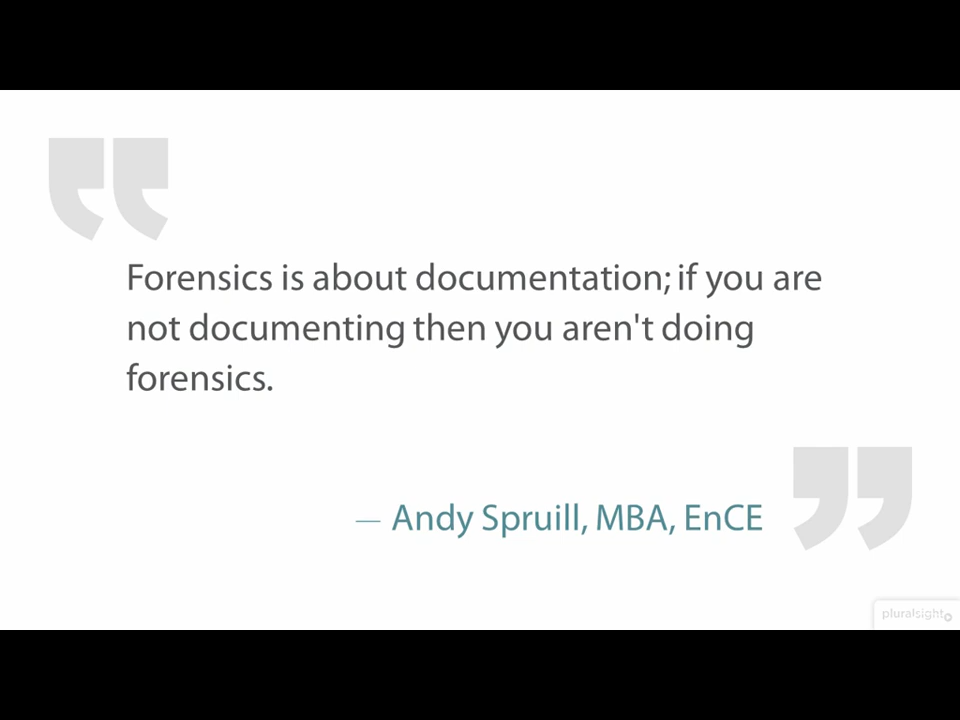 Forensics is about documentation; if you are
not documenting then you aren't doing
forensics.
— Andy Spruill, MBA, EnCE
pluralsight